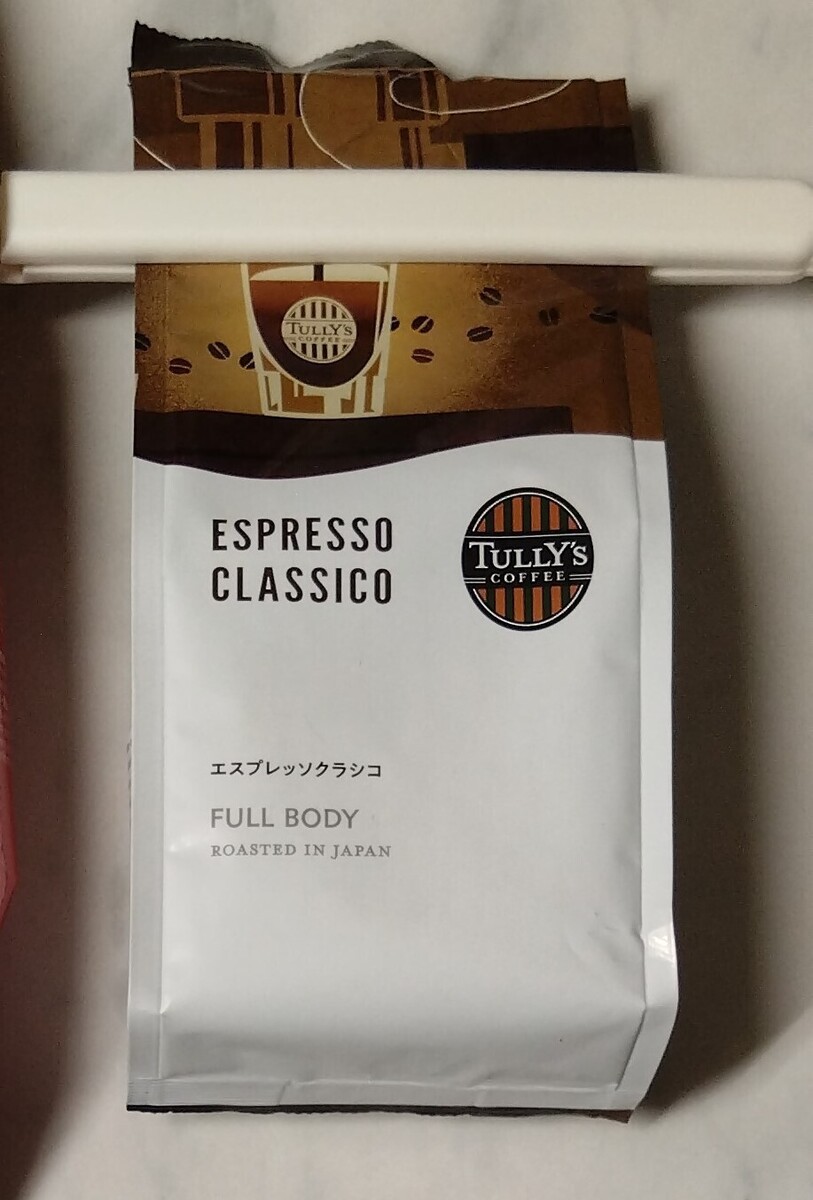 TULLY'S
COFFEE
ESPRESSO
CLASSICO
TULLY'S
COFFEE
エスプレッソクラシコ
FULL BODY
ROASTED IN JAPAN